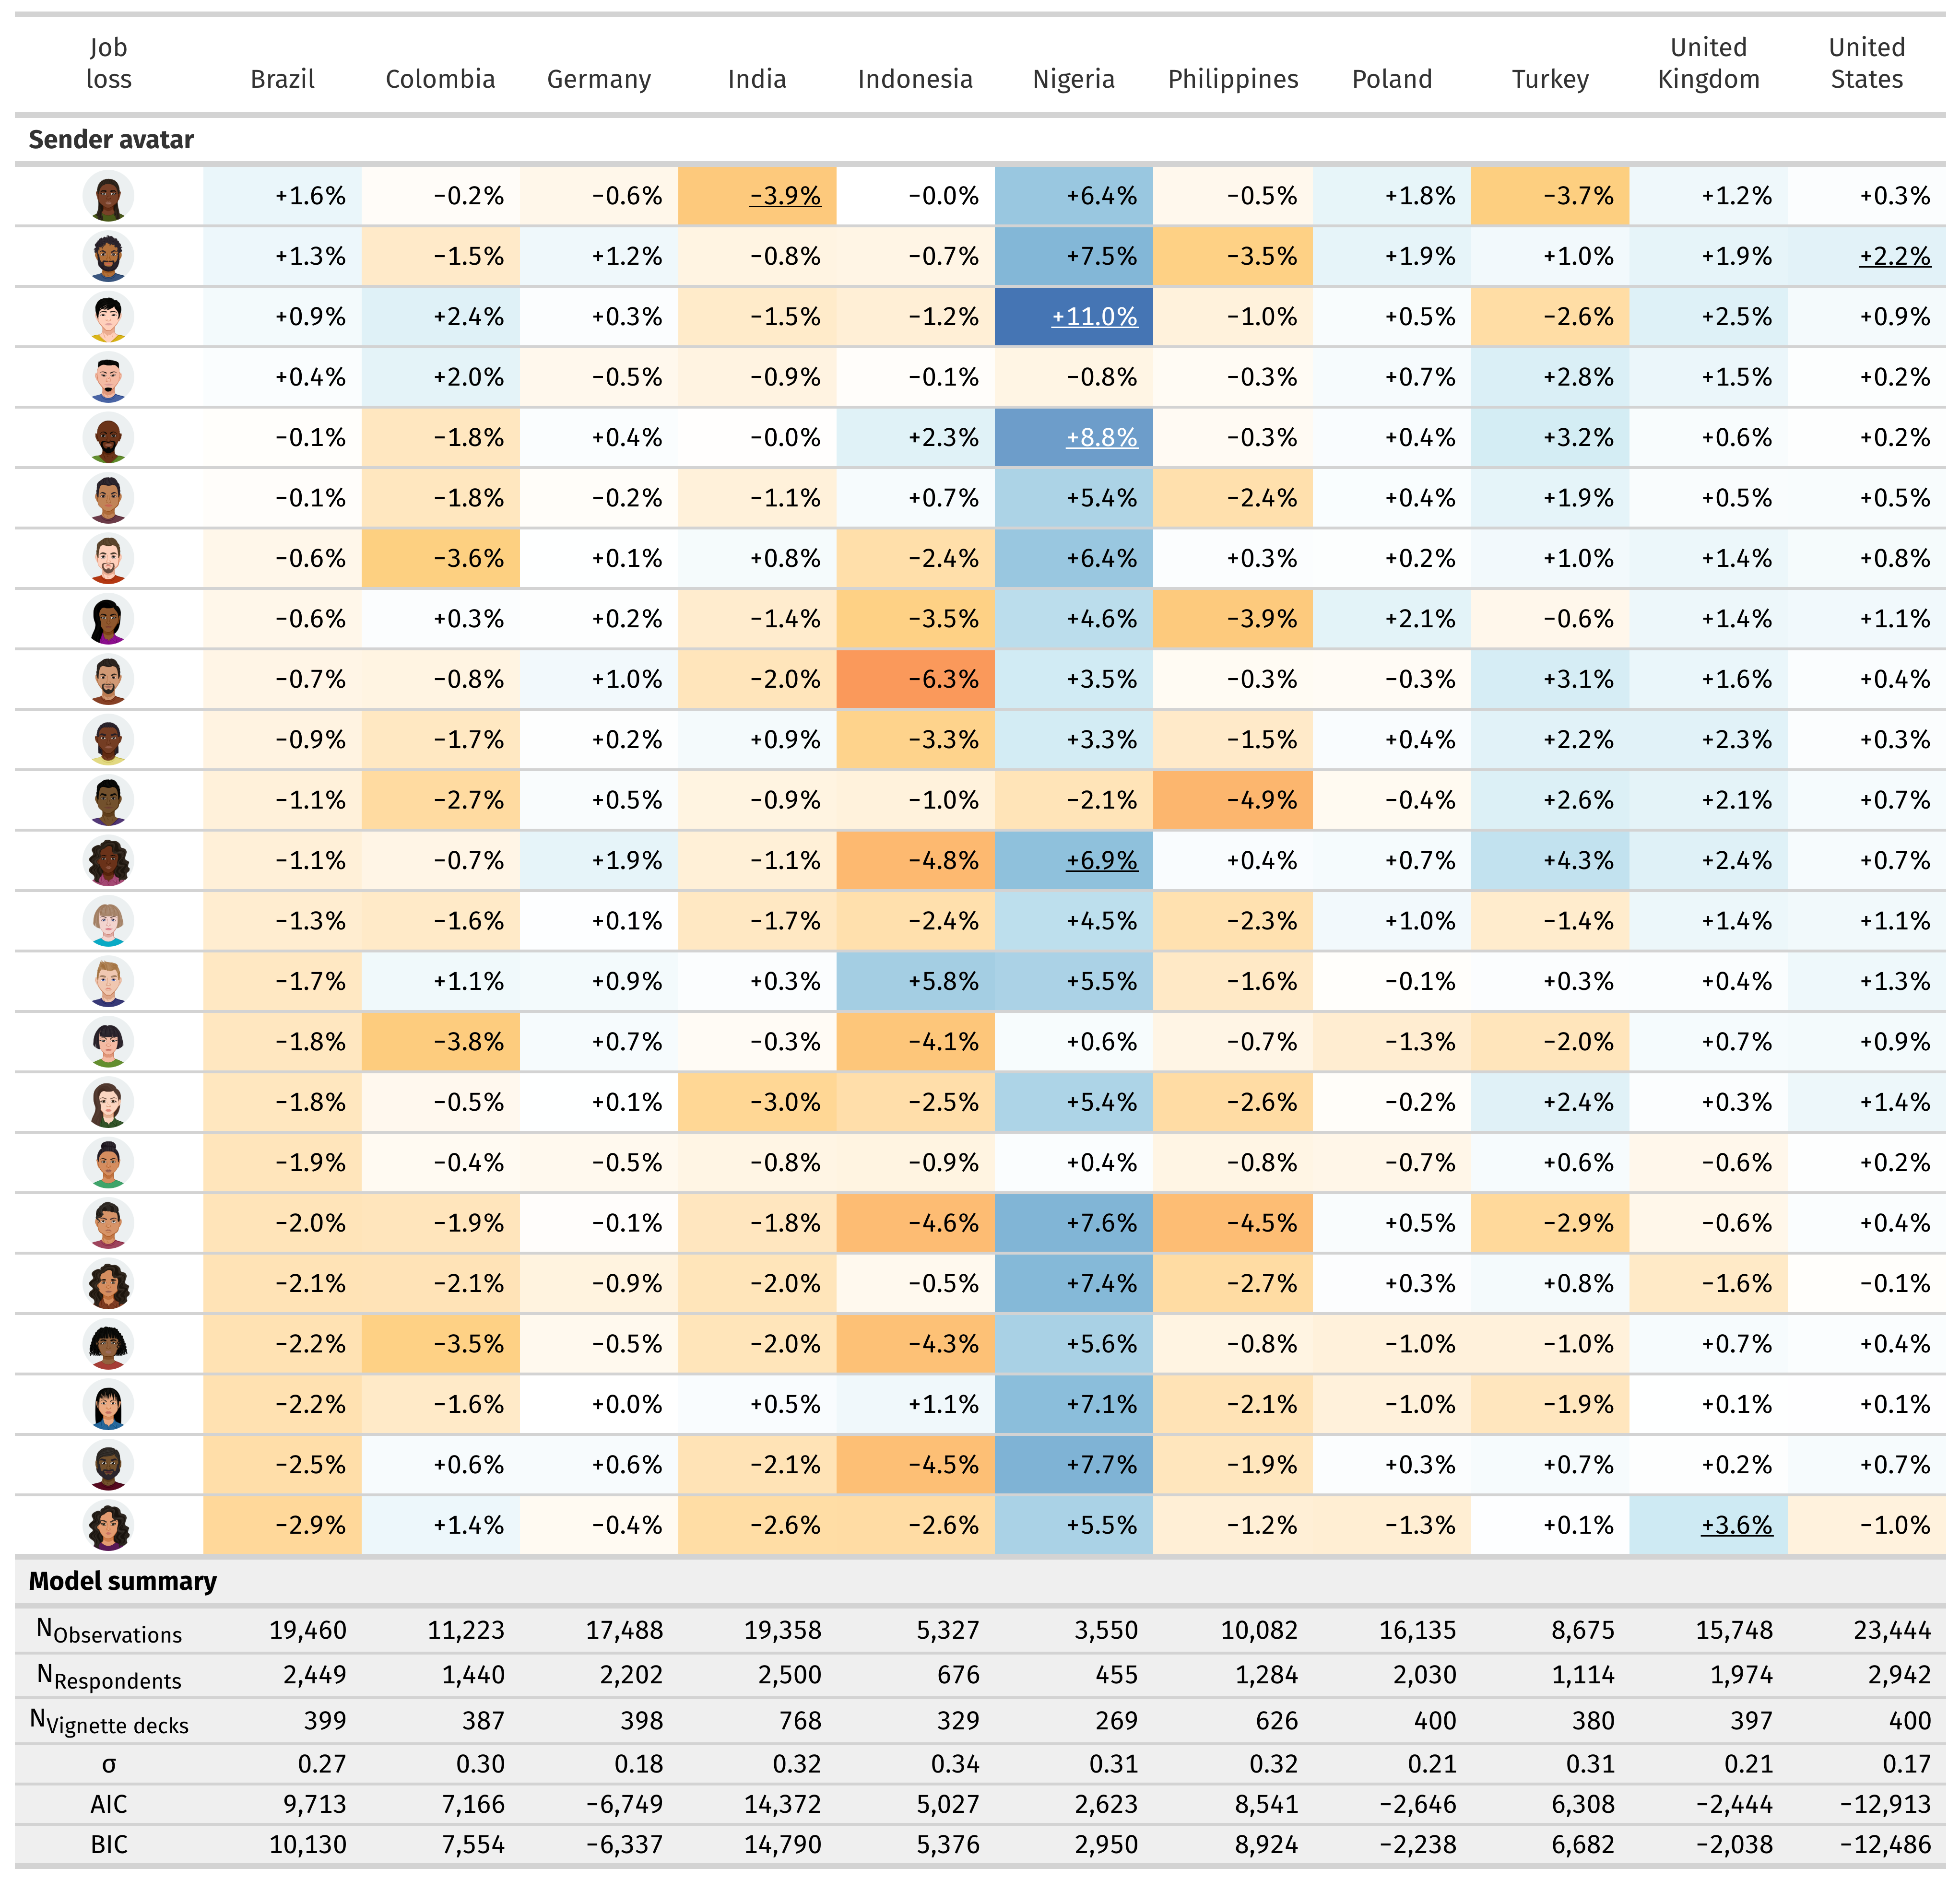 Job loss Brazil Colombia Germany India Indonesia Nigeria Philippines Poland Turkey United Kingdom United States
Sender avatar
+1.6% −0.2% −0.6% −3.9% −0.0% +6.4% −0.5% +1.8% −3.7% +1.2% +0.3%
+1.3% −1.5% +1.2% −0.8% −0.7% +7.5% −3.5% +1.9% +1.0% +1.9% +2.2%
+0.9% +2.4% +0.3% −1.5% −1.2% +11.0% −1.0% +0.5% −2.6% +2.5% +0.9%
+0.4% +2.0% −0.5% −0.9% −0.1% −0.8% −0.3% +0.7% +2.8% +1.5% +0.2%
−0.1% −1.8% +0.4% −0.0% +2.3% +8.8% −0.3% +0.4% +3.2% +0.6% +0.2%
−0.1% −1.8% −0.2% −1.1% +0.7% +5.4% −2.4% +0.4% +1.9% +0.5% +0.5%
−0.6% −3.6% +0.1% +0.8% −2.4% +6.4% +0.3% +0.2% +1.0% +1.4% +0.8%
−0.6% +0.3% +0.2% −1.4% −3.5% +4.6% −3.9% +2.1% −0.6% +1.4% +1.1%
−0.7% −0.8% +1.0% −2.0% −6.3% +3.5% −0.3% −0.3% +3.1% +1.6% +0.4%
−0.9% −1.7% +0.2% +0.9% −3.3% +3.3% −1.5% +0.4% +2.2% +2.3% +0.3%
−1.1% −2.7% +0.5% −0.9% −1.0% −2.1% −4.9% −0.4% +2.6% +2.1% +0.7%
−1.1% −0.7% +1.9% −1.1% −4.8% +6.9% +0.4% +0.7% +4.3% +2.4% +0.7%
−1.3% −1.6% +0.1% −1.7% −2.4% +4.5% −2.3% +1.0% −1.4% +1.4% +1.1%
−1.7% +1.1% +0.9% +0.3% +5.8% +5.5% −1.6% −0.1% +0.3% +0.4% +1.3%
−1.8% −3.8% +0.7% −0.3% −4.1% +0.6% −0.7% −1.3% −2.0% +0.7% +0.9%
−1.8% −0.5% +0.1% −3.0% −2.5% +5.4% −2.6% −0.2% +2.4% +0.3% +1.4%
−1.9% −0.4% −0.5% −0.8% −0.9% +0.4% −0.8% −0.7% +0.6% −0.6% +0.2%
−2.0% −1.9% −0.1% −1.8% −4.6% +7.6% −4.5% +0.5% −2.9% −0.6% +0.4%
−2.1% −2.1% −0.9% −2.0% −0.5% +7.4% −2.7% +0.3% +0.8% −1.6% −0.1%
−2.2% −3.5% −0.5% −2.0% −4.3% +5.6% −0.8% −1.0% −1.0% +0.7% +0.4%
−2.2% −1.6% +0.0% +0.5% +1.1% +7.1% −2.1% −1.0% −1.9% +0.1% +0.1%
−2.5% +0.6% +0.6% −2.1% −4.5% +7.7% −1.9% +0.3% +0.7% +0.2% +0.7%
−2.9% +1.4% −0.4% −2.6% −2.6% +5.5% −1.2% −1.3% +0.1% +3.6% −1.0%
Model summary
N Observations 19,460 11,223 17,488 19,358 5,327 3,550 10,082 16,135 8,675 15,748 23,444
N Respondents 2,449 1,440 2,202 2,500 676 455 1,284 2,030 1,114 1,974 2,942
N Vignette decks 399 387 398 768 329 269 626 400 380 397 400
σ 0.27 0.30 0.18 0.32 0.34 0.31 0.32 0.21 0.31 0.21 0.17
AIC 9,713 7,166 −6,749 14,372 5,027 2,623 8,541 −2,646 6,308 −2,444 −12,913
BIC 10,130 7,554 −6,337 14,790 5,376 2,950 8,924 −2,238 6,682 −2,038 −12,486